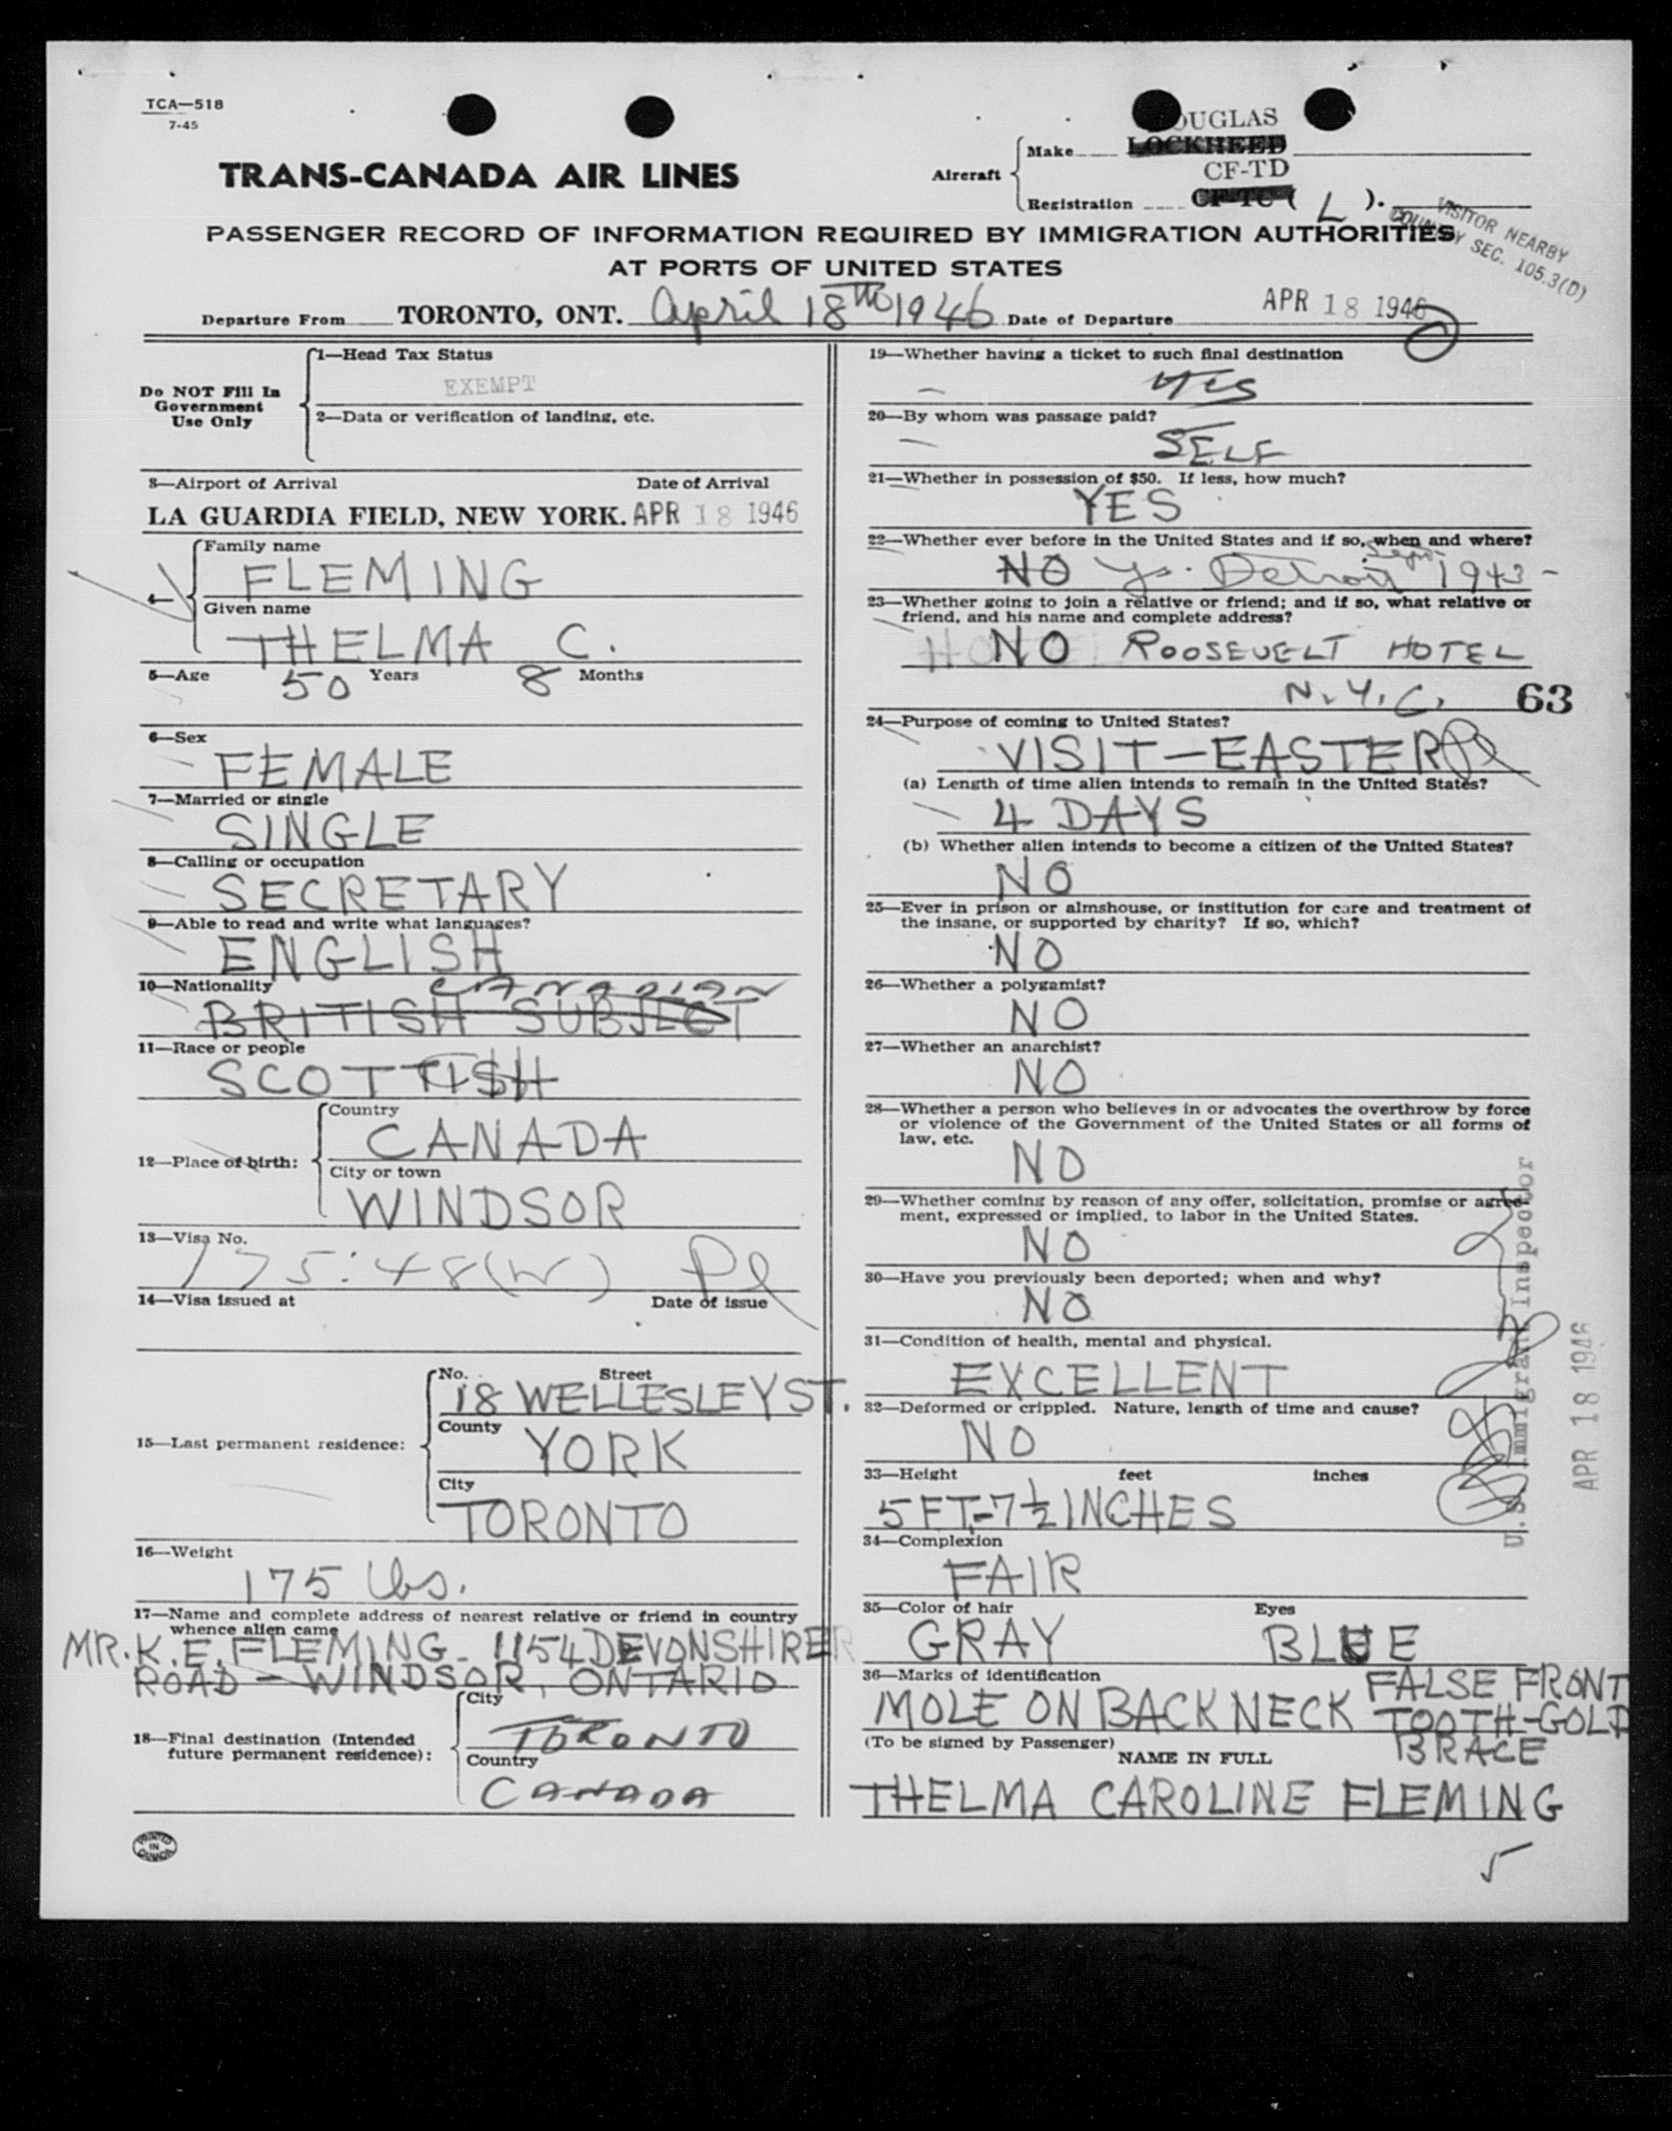 TCA—518
7-45
OUGLAS
Aircraft
Make
LOCKHEED
CF-TD
Registration
CF-TC ( L ).
TRANS-CANADA AIR LINES
VISITOR NEARBY
COUNTRY SEC. 105.3(D)
PASSENGER RECORD OF INFORMATION REQUIRED BY IMMIGRATION AUTHORITIES
AT PORTS OF UNITED STATES
Departure From TORONTO, ONT. April 18TH 1946 Date of Departure APR 18 1946
Do NOT Fill In
Government
Use Only
1—Head Tax Status
EXEMPT
2—Data or verification of landing, etc.
3—Airport of Arrival Date of Arrival
LA GUARDIA FIELD, NEW YORK. APR 18 1946
4—
Family name
FLEMING
Given name
THELMA C.
5—Age 50 Years 8 Months
6—Sex
FEMALE
7—Married or single
SINGLE
8—Calling or occupation
SECRETARY
9—Able to read and write what languages?
ENGLISH
10—Nationality CANADIAN
BRITISH SUBJECT
11—Race or people
SCOTTISH
12—Place of birth:
Country
CANADA
City or town
WINDSOR
13—Visa No.
175:48(W)
14—Visa issued at Date of issue
15—Last permanent residence:
No. Street
18 WELLESLEY ST.
County
YORK
City
TORONTO
16—Weight
175 lbs.
17—Name and complete address of nearest relative or friend in country
whence alien came
MR. K. E. FLEMING - 1154 DEVONSHIRE
ROAD — WINDSOR, ONTARIO
18—Final destination (Intended
future permanent residence):
City
TORONTO
Country
CANADA
PRINTED
IN
CANADA
19—Whether having a ticket to such final destination
YES
20—By whom was passage paid?
SELF
21—Whether in possession of $50. If less, how much?
YES
22—Whether ever before in the United States and if so, when and where?
NO Yes. Detroit Sept 1943 -
23—Whether going to join a relative or friend; and if so, what relative or
friend, and his name and complete address?
NO ROOSEVELT HOTEL
N.Y.C. 63
24—Purpose of coming to United States?
VISIT — EASTER
(a) Length of time alien intends to remain in the United States?
4 DAYS
(b) Whether alien intends to become a citizen of the United States?
NO
25—Ever in prison or almshouse, or institution for care and treatment of
the insane, or supported by charity? If so, which?
NO
26—Whether a polygamist?
NO
27—Whether an anarchist?
NO
28—Whether a person who believes in or advocates the overthrow by force
or violence of the Government of the United States or all forms of
law, etc.
NO
29—Whether coming by reason of any offer, solicitation, promise or agree-
ment, expressed or implied, to labor in the United States.
NO
30—Have you previously been deported; when and why?
NO
31—Condition of health, mental and physical.
EXCELLENT
32—Deformed or crippled. Nature, length of time and cause?
NO
33—Height feet inches
5 FT.-7½ INCHES
34—Complexion
FAIR
35—Color of hair Eyes
GRAY BLUE
36—Marks of identification
MOLE ON BACK NECK FALSE FRONT
TOOTH-GOLD
BRACE
(To be signed by Passenger)
NAME IN FULL
THELMA CAROLINE FLEMING
U.S. Immigrant Inspector
APR 18 1946